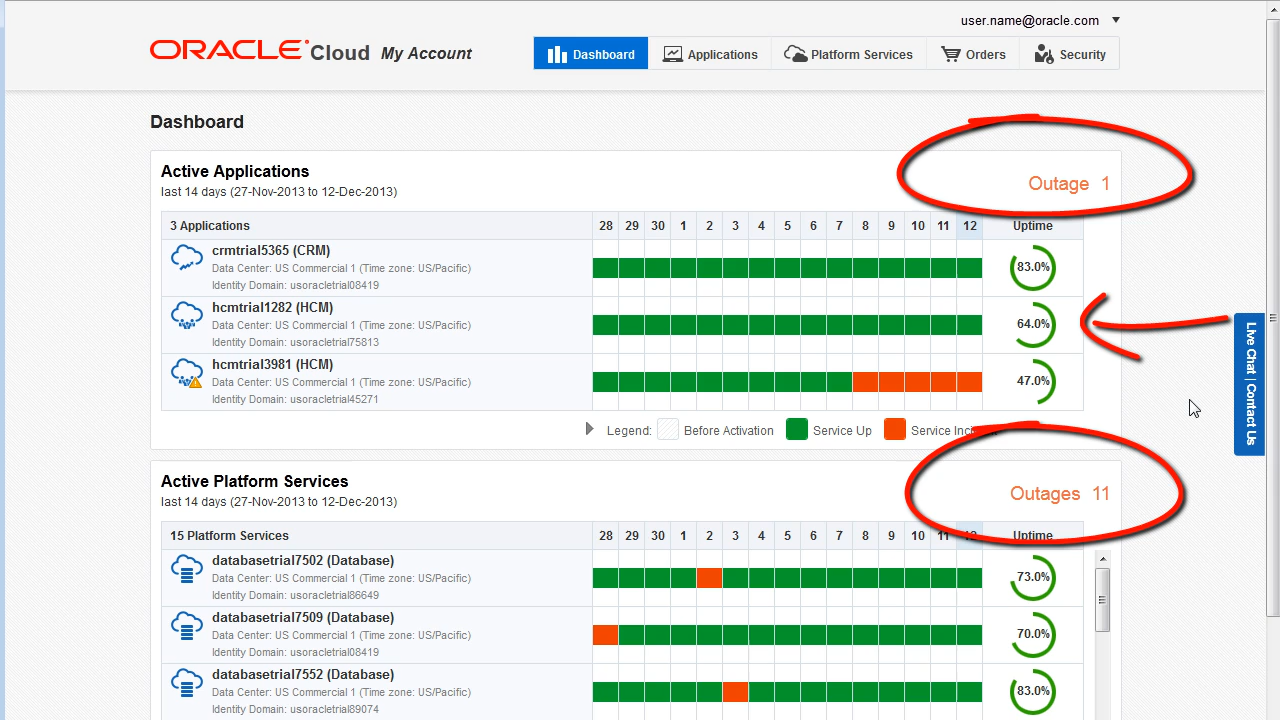 user.name@oracle.com
ORACLE Cloud My Account
Dashboard Applications Platform Services Orders Security
Dashboard
Active Applications
last 14 days (27-Nov-2013 to 12-Dec-2013)
Outage 1
3 Applications 28 29 30 1 2 3 4 5 6 7 8 9 10 11 12 Uptime
crmtrial5365 (CRM)
Data Center: US Commercial 1 (Time zone: US/Pacific)
Identity Domain: usoracletrial08419
83.0%
hcmtrial1282 (HCM)
Data Center: US Commercial 1 (Time zone: US/Pacific)
Identity Domain: usoracletrial75813
64.0%
hcmtrial3981 (HCM)
Data Center: US Commercial 1 (Time zone: US/Pacific)
Identity Domain: usoracletrial45271
47.0%
Legend: Before Activation Service Up Service
Live Chat | Contact Us
Active Platform Services
last 14 days (27-Nov-2013 to 12-Dec-2013)
Outages 11
15 Platform Services 28 29 30 1 2 3 4 5 6 7 8 9 10 11 12 Uptime
databasetrial7502 (Database)
Data Center: US Commercial 1 (Time zone: US/Pacific)
Identity Domain: usoracletrial86649
73.0%
databasetrial7509 (Database)
Data Center: US Commercial 1 (Time zone: US/Pacific)
Identity Domain: usoracletrial08419
70.0%
databasetrial7552 (Database)
Data Center: US Commercial 1 (Time zone: US/Pacific)
Identity Domain: usoracletrial89074
83.0%